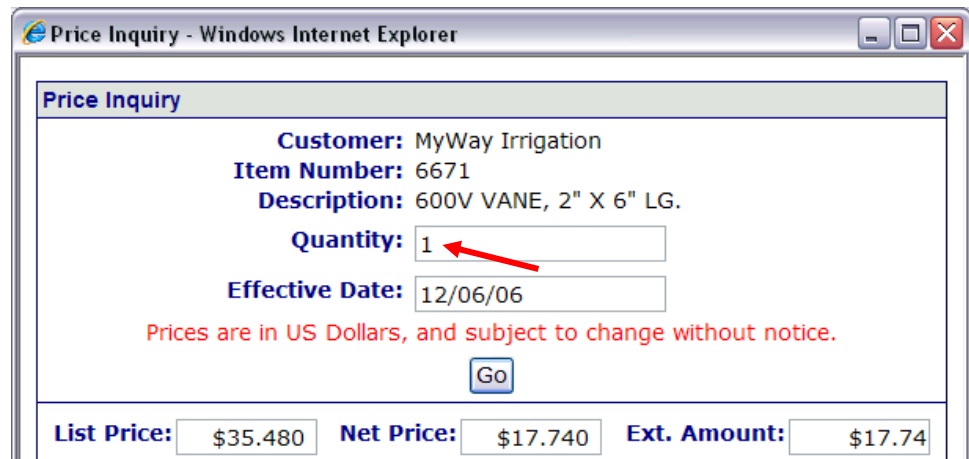 Price Inquiry - Windows Internet Explorer
Price Inquiry
Customer: MyWay Irrigation
Item Number: 6671
Description: 600V VANE, 2" X 6" LG.
Quantity: 1
Effective Date: 12/06/06
Prices are in US Dollars, and subject to change without notice.
Go
List Price: $35.480 Net Price: $17.740 Ext. Amount: $17.74